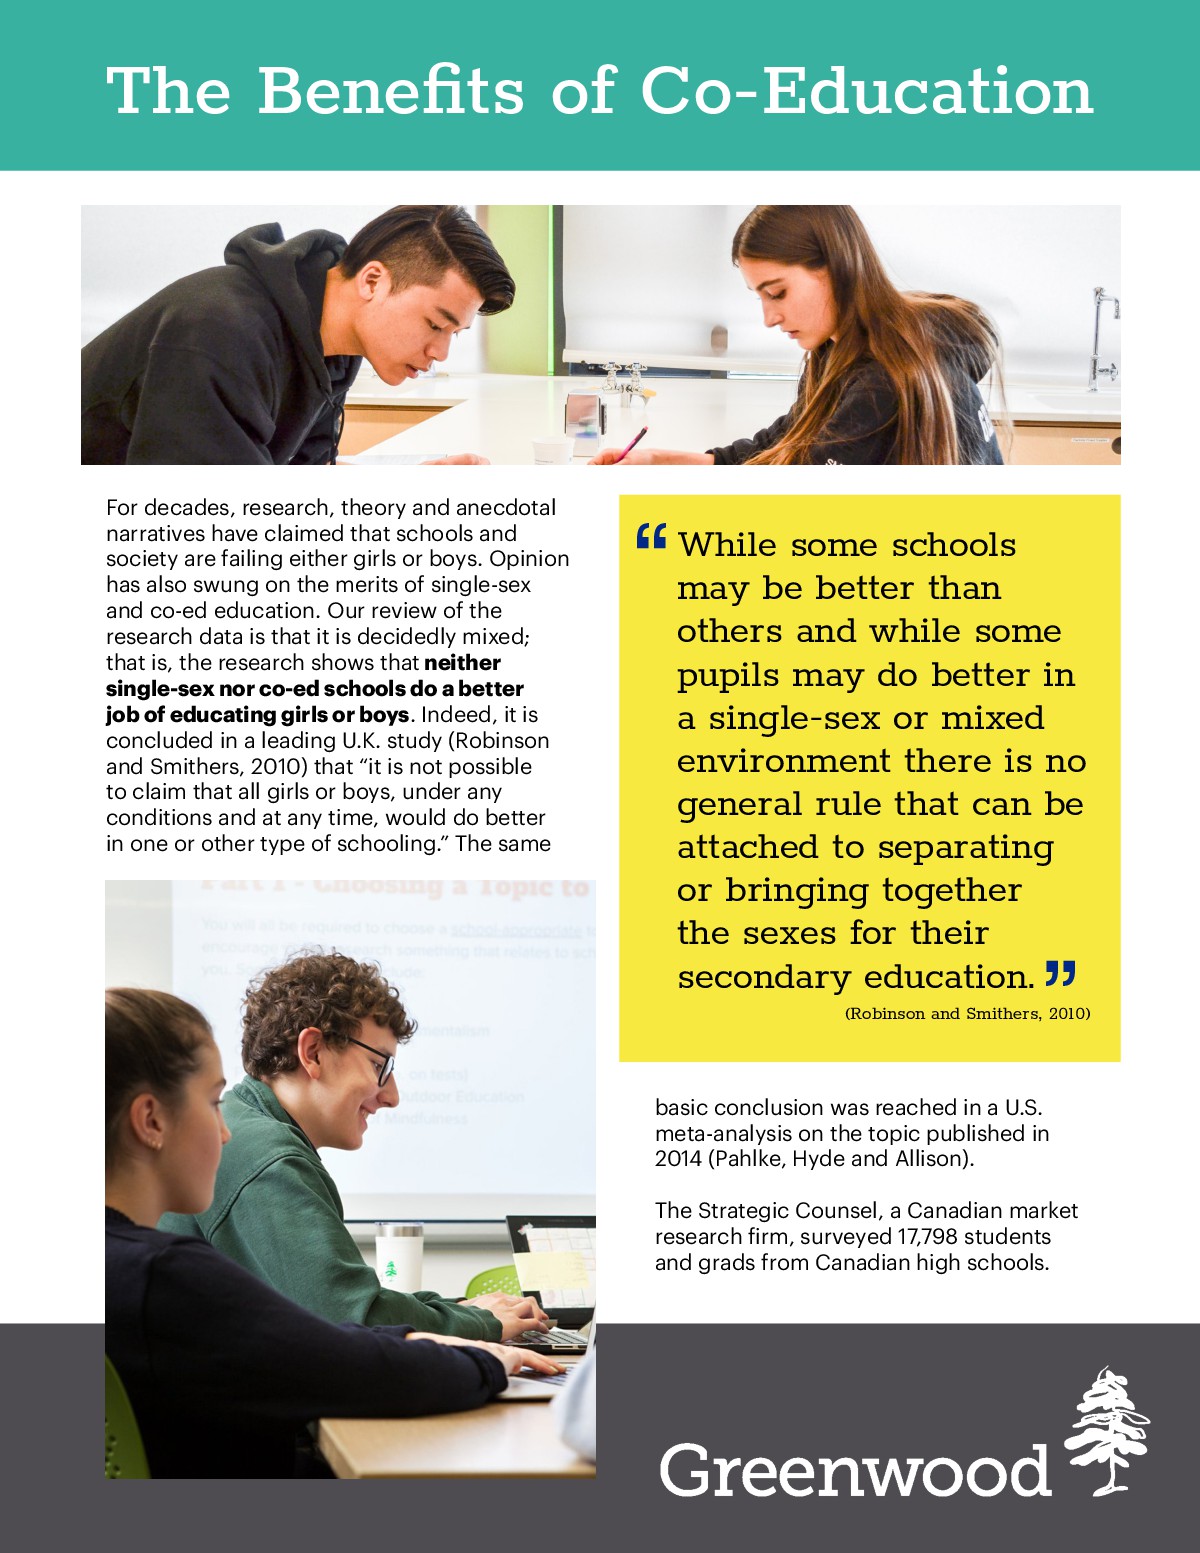 The Benefits of Co-Education
For decades, research, theory and anecdotal
narratives have claimed that schools and
society are failing either girls or boys. Opinion
has also swung on the merits of single-sex
and co-ed education. Our review of the
research data is that it is decidedly mixed;
that is, the research shows that neither
single-sex nor co-ed schools do a better
job of educating girls or boys. Indeed, it is
concluded in a leading U.K. study (Robinson
and Smithers, 2010) that “it is not possible
to claim that all girls or boys, under any
conditions and at any time, would do better
in one or other type of schooling.” The same
“ While some schools
may be better than
others and while some
pupils may do better in
a single-sex or mixed
environment there is no
general rule that can be
attached to separating
or bringing together
the sexes for their
secondary education. ”
(Robinson and Smithers, 2010)
Part 1 - Choosing a Topic to
You will all be required to choose a school-appropriate
encourage research something that relates to
you.
on tests)
Outdoor Education
Mindfulness
basic conclusion was reached in a U.S.
meta-analysis on the topic published in
2014 (Pahlke, Hyde and Allison).
The Strategic Counsel, a Canadian market
research firm, surveyed 17,798 students
and grads from Canadian high schools.
Greenwood